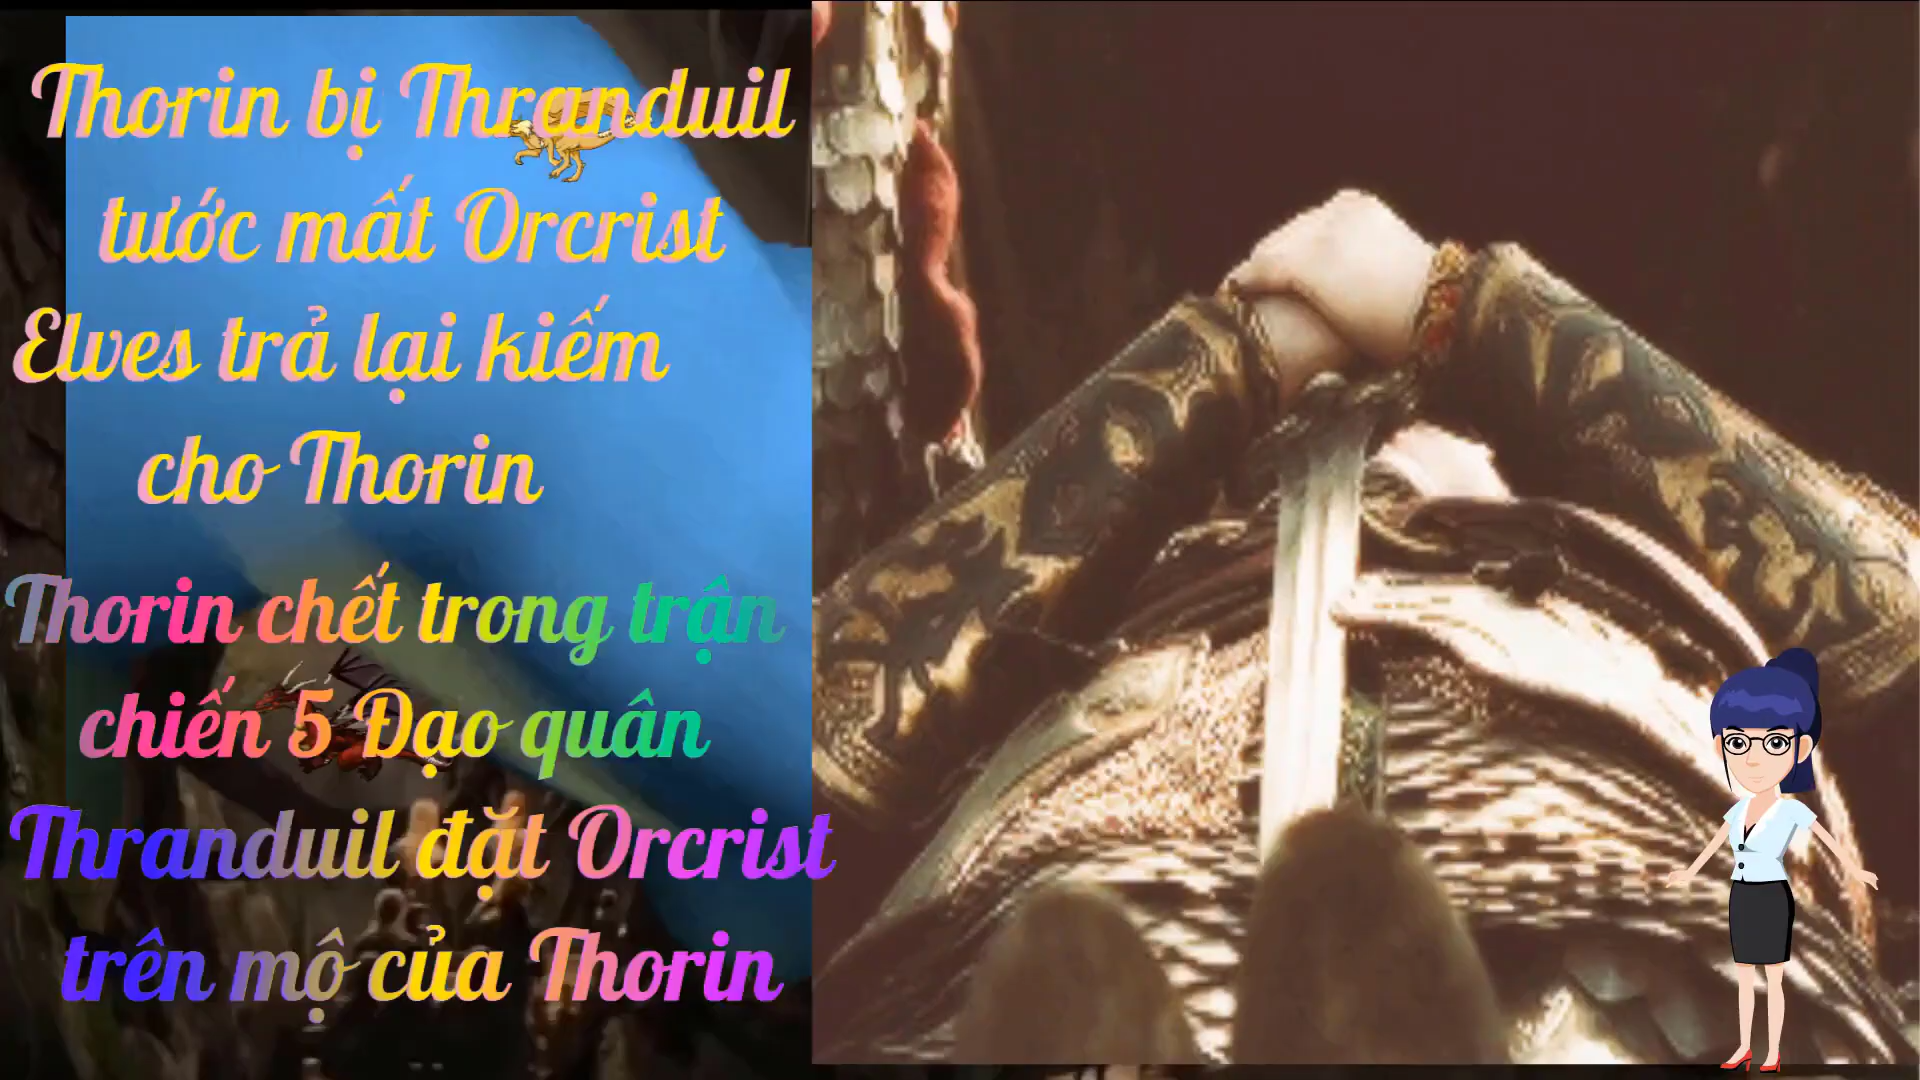 Thorin bị Thranduil
tước mất Orcrist
Elves trả lại kiếm
cho Thorin
Thorin chết trong trận
chiến 5 Đạo quân
Thranduil đặt Orcrist
trên mộ của Thorin